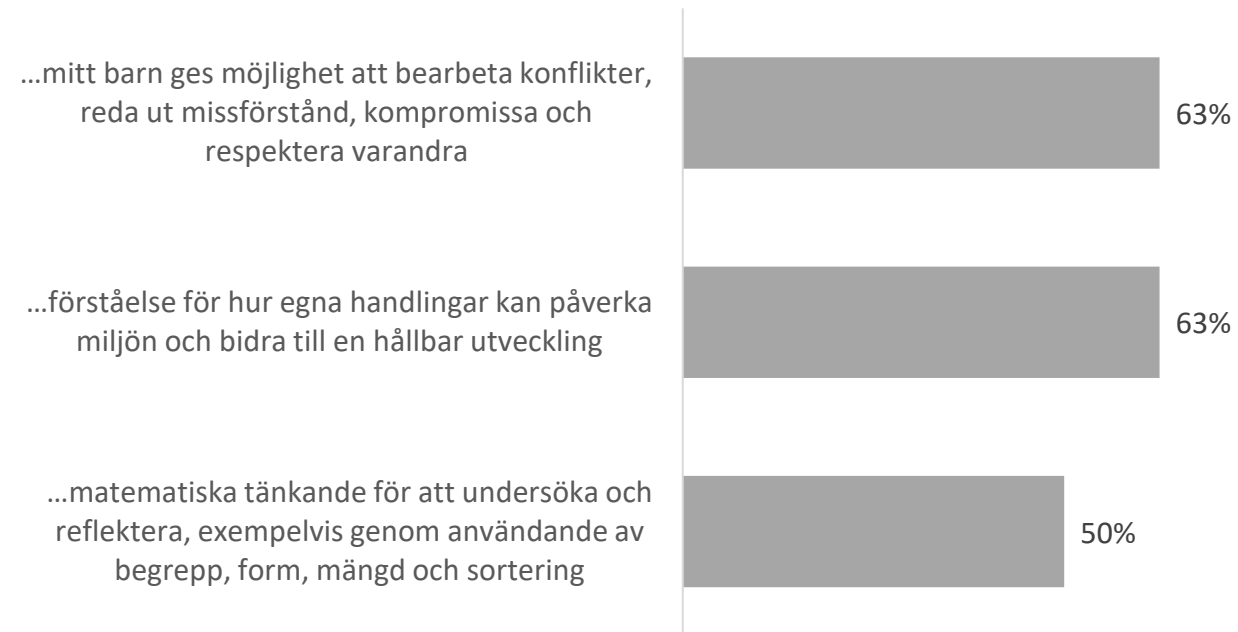 ...mitt barn ges möjlighet att bearbeta konflikter,
reda ut missförstånd, kompromissa och
respektera varandra
63%
...förståelse för hur egna handlingar kan påverka
miljön och bidra till en hållbar utveckling
63%
...matematiska tänkande för att undersöka och
reflektera, exempelvis genom användande av
begrepp, form, mängd och sortering
50%